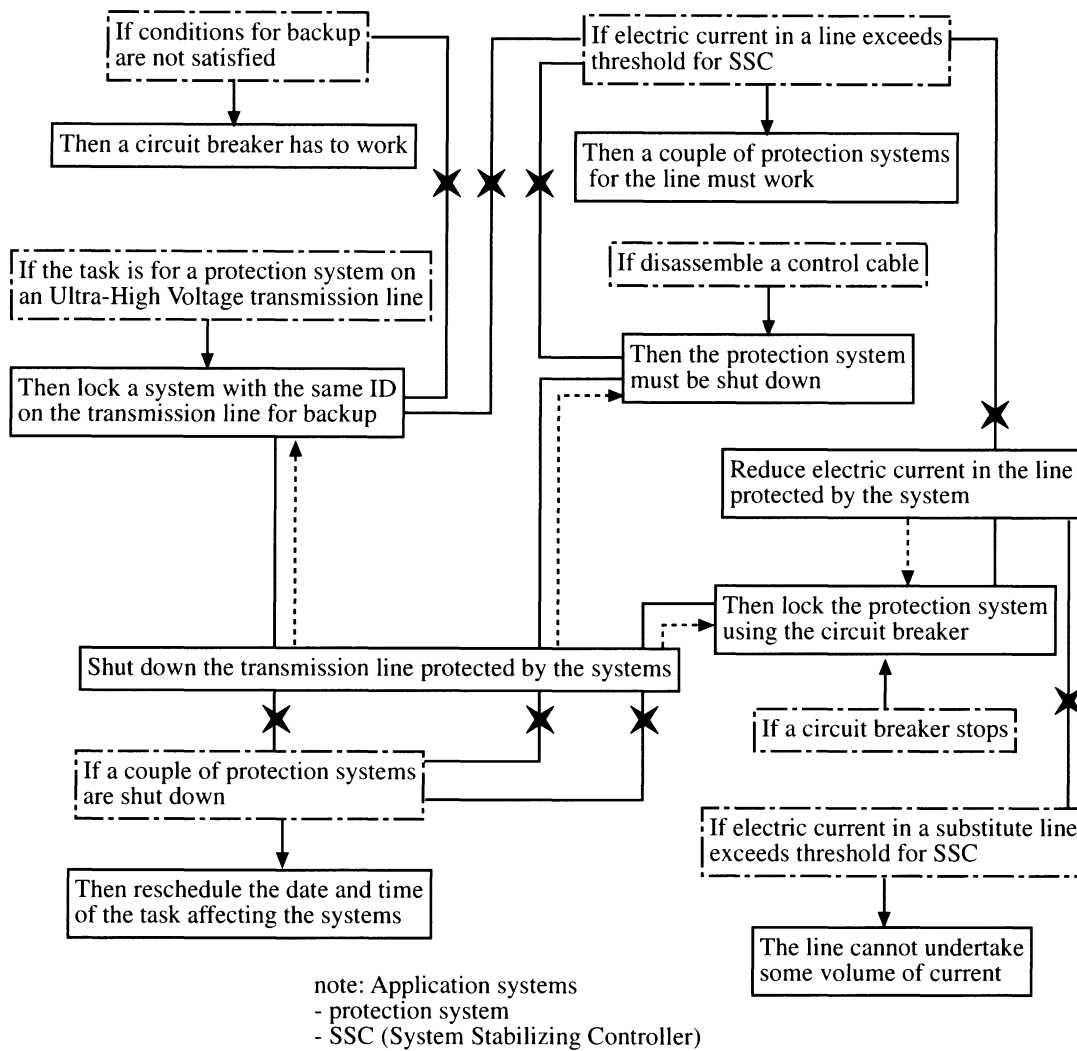 If conditions for backup
are not satisfied
Then a circuit breaker has to work
If electric current in a line exceeds
threshold for SSC
Then a couple of protection systems
for the line must work
If the task is for a protection system on
an Ultra-High Voltage transmission line
Then lock a system with the same ID
on the transmission line for backup
If disassemble a control cable
Then the protection system
must be shut down
Reduce electric current in the line
protected by the system
Then lock the protection system
using the circuit breaker
Shut down the transmission line protected by the systems
If a circuit breaker stops
If a couple of protection systems
are shut down
Then reschedule the date and time
of the task affecting the systems
If electric current in a substitute line
exceeds threshold for SSC
The line cannot undertake
some volume of current
note: Application systems
- protection system
- SSC (System Stabilizing Controller)